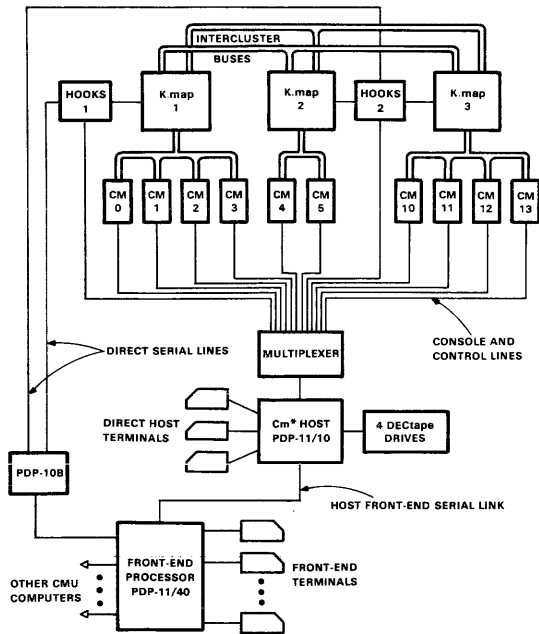 INTERCLUSTER
BUSES
HOOKS
1
K.map
1
K.map
2
HOOKS
2
K.map
3
CM
0
CM
1
CM
2
CM
3
CM
4
CM
5
CM
10
CM
11
CM
12
CM
13
DIRECT SERIAL LINES
MULTIPLEXER
CONSOLE AND
CONTROL LINES
DIRECT HOST
TERMINALS
Cm* HOST
PDP-11/10
4 DECtape
DRIVES
PDP-10B
HOST FRONT-END SERIAL LINK
OTHER CMU
COMPUTERS
FRONT-END
PROCESSOR
PDP-11/40
FRONT-END
TERMINALS